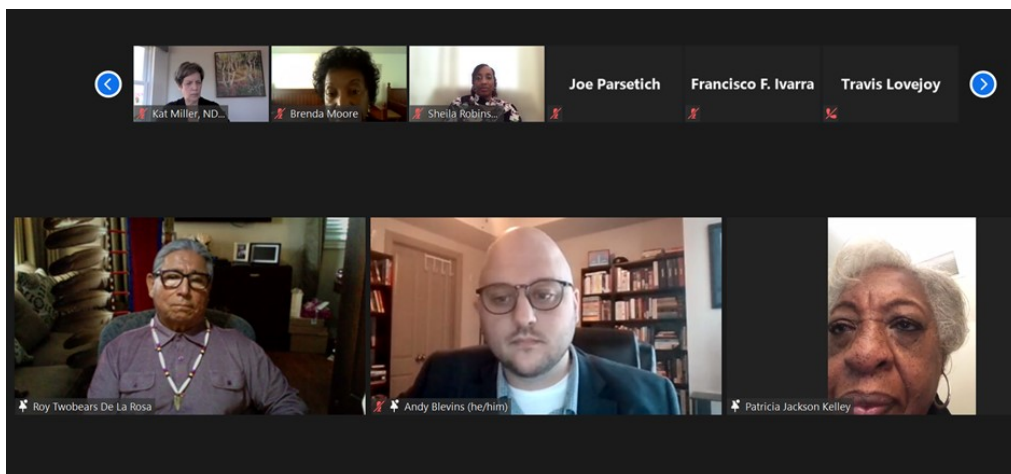 Joe Parsetich
Francisco F. Ivarra
Travis Lovejoy
Kat Miller, ND...
Brenda Moore
Sheila Robins...
Roy Twobears De La Rosa
Andy Blevins (he/him)
Patricia Jackson Kelley